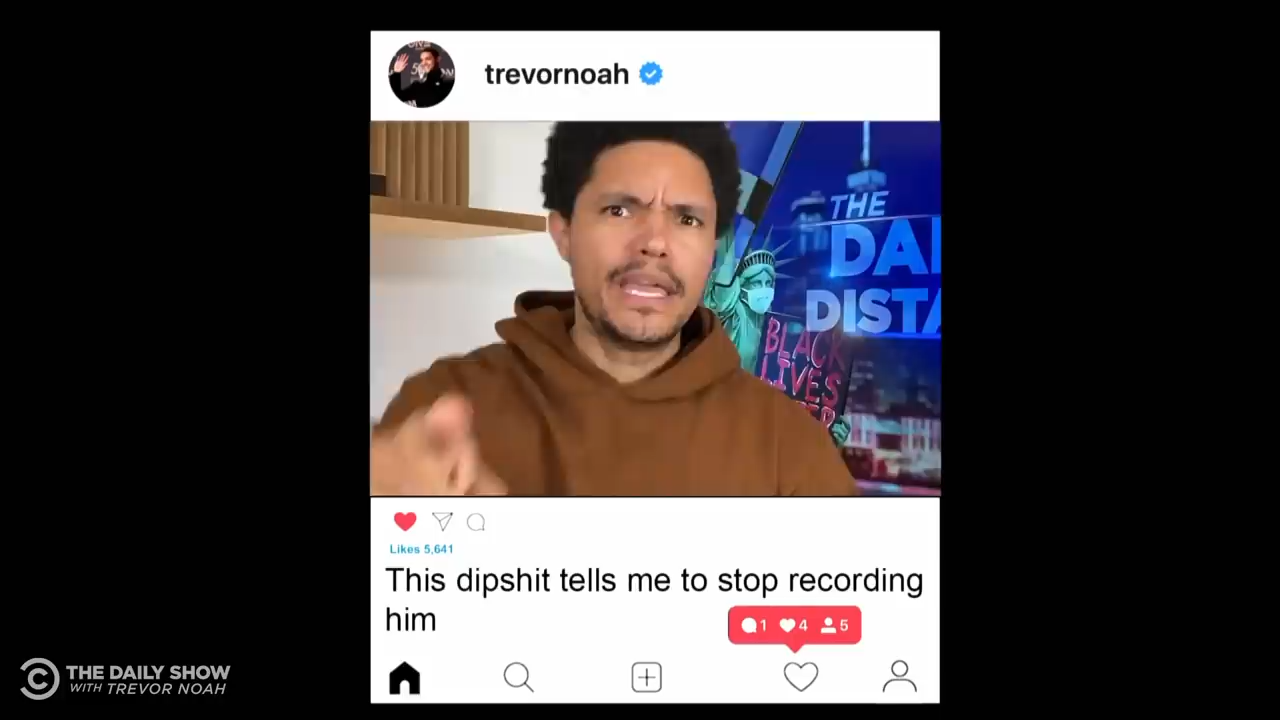 trevornoah
THE
DAI
DISTA
BLACK
LIVES
Likes 5,641
This dipshit tells me to stop recording
him
1 4 5
THE DAILY SHOW
WITH TREVOR NOAH